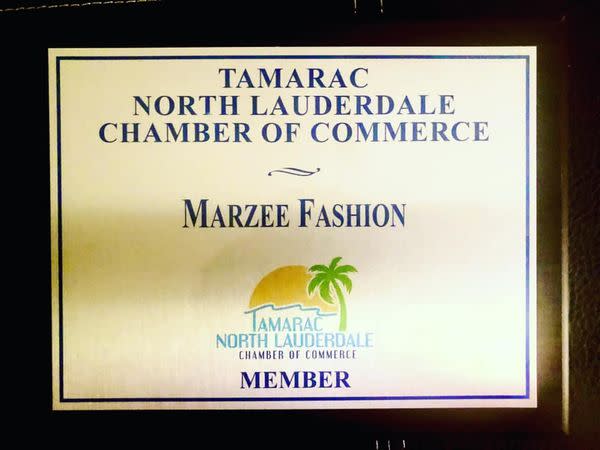 TAMARAC
NORTH LAUDERDALE
CHAMBER OF COMMERCE
MARZEE FASHION
TAMARAC
NORTH LAUDERDALE
CHAMBER OF COMMERCE
MEMBER